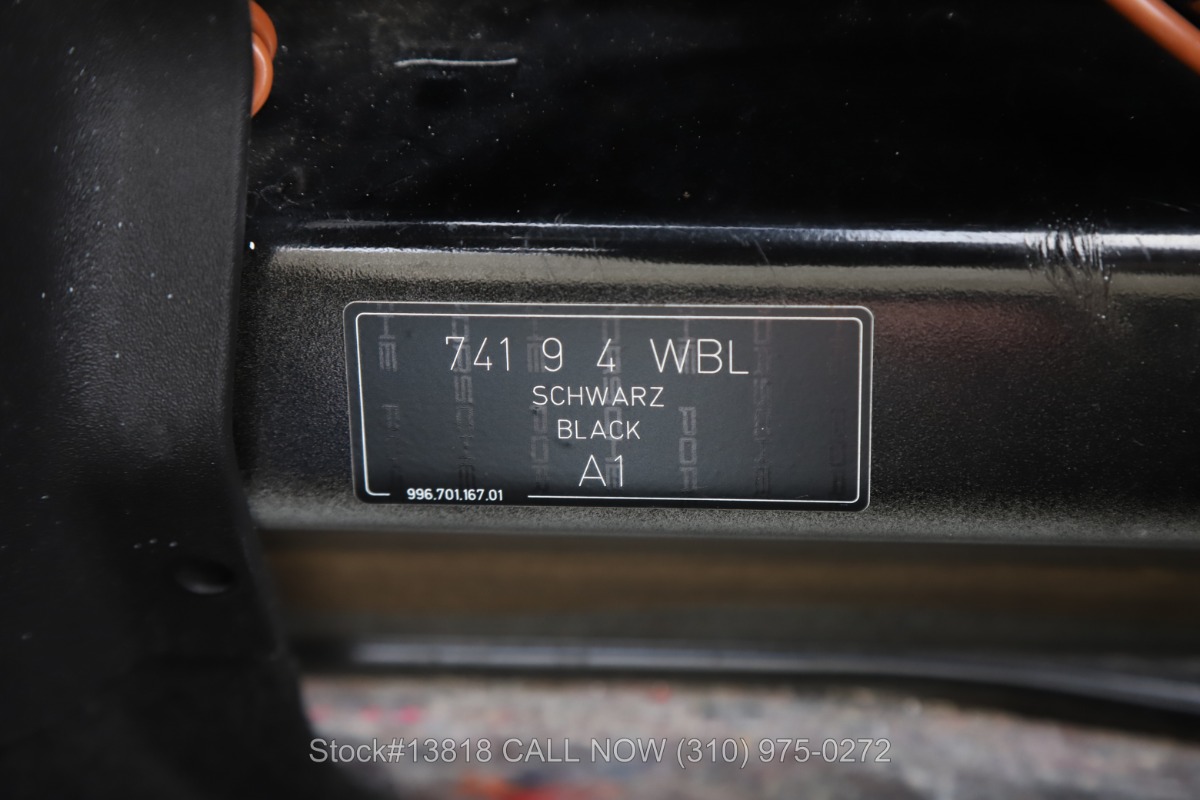 741 9 4 WBL
SCHWARZ
BLACK
A1
996.701.167.01
Stock#13818 CALL NOW (310) 975-0272